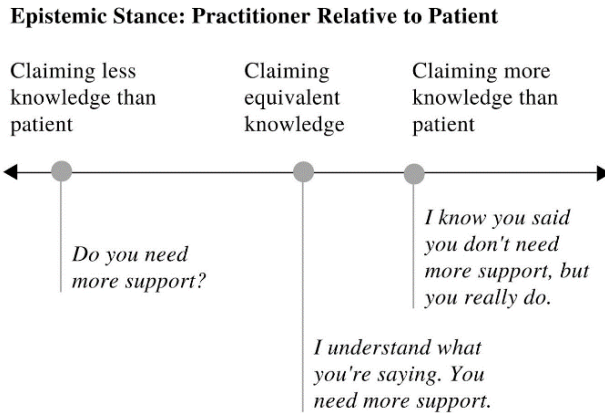 Epistemic Stance: Practitioner Relative to Patient
Claiming less
knowledge than
patient
Claiming
equivalent
knowledge
Claiming more
knowledge than
patient
Do you need
more support?
I understand what
you're saying. You
need more support.
I know you said
you don't need
more support, but
you really do.